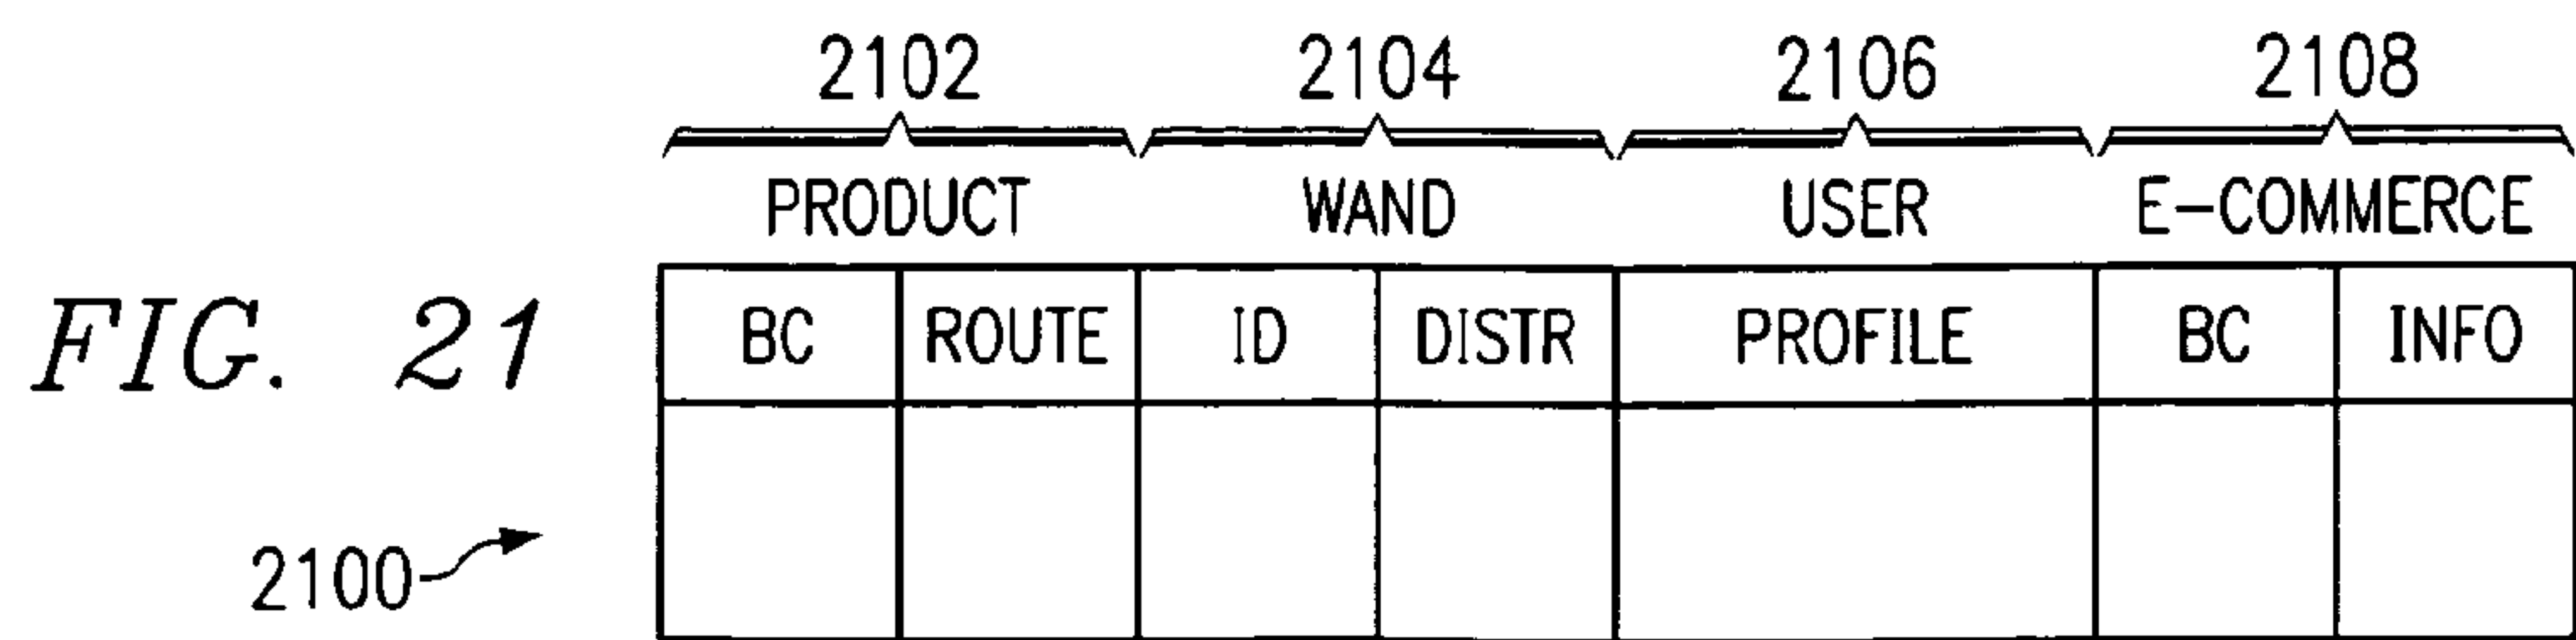 2102 2104 2106 2108
PRODUCT WAND USER E-COMMERCE
FIG. 21
BC ROUTE ID DISTR PROFILE BC INFO
2100